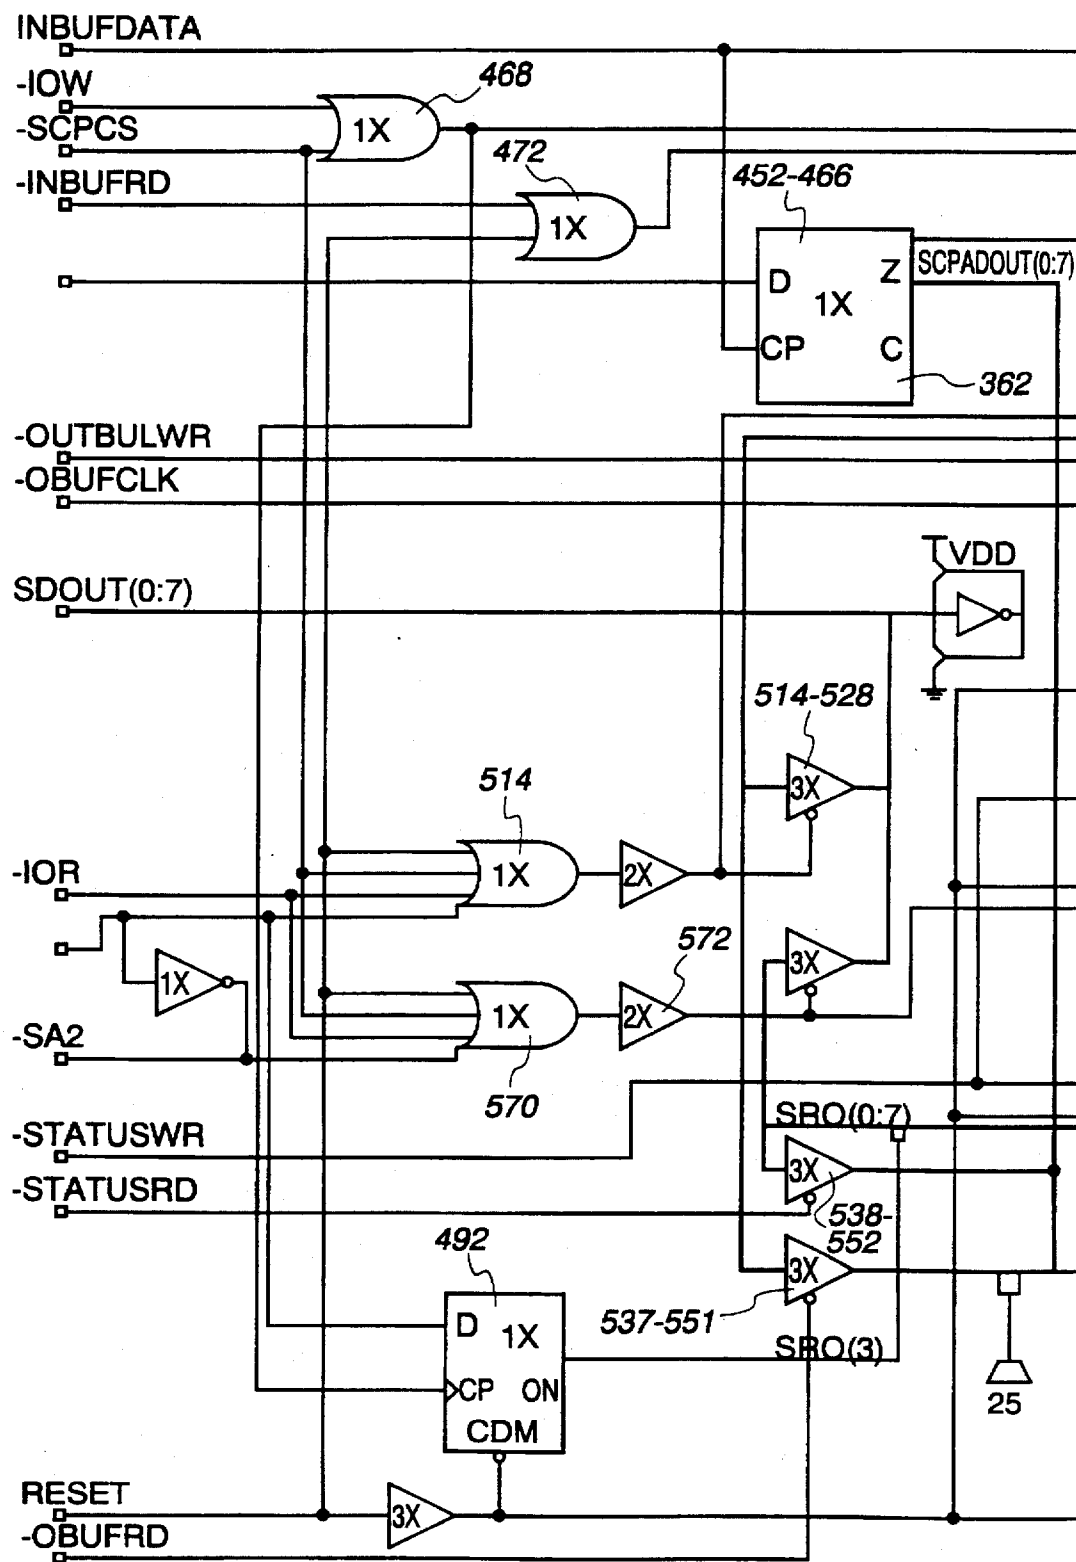 INBUFDATA
-IOW
468
1X
-SCPCS
472
-INBUFRD
1X
452-466
SCPADOUT(0:7)
D
Z
1X
CP
C
362
-OUTBULWR
-OBUFCLK
VDD
SDOUT(0:7)
514-528
3X
514
-IOR
1X
2X
572
3X
1X
1X
2X
-SA2
570
SRO(0:7)
-STATUSWR
3X
-STATUSRD
538-
552
492
3X
537-551
D
1X
SRO(3)
CP
ON
25
CDM
RESET
3X
-OBUFRD